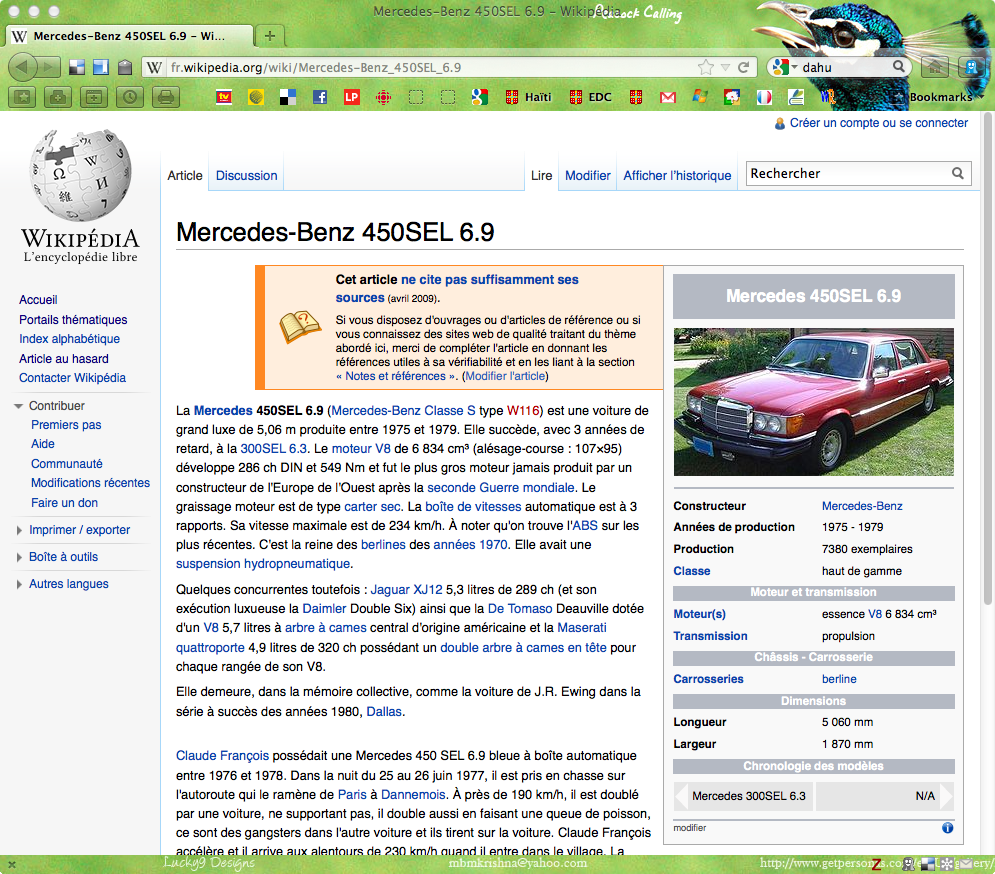 Mercedes-Benz 450SEL 6.9 – Wikipédia
Peacock Calling
Mercedes-Benz 450SEL 6.9 – Wi...
fr.wikipedia.org/wiki/Mercedes-Benz_450SEL_6.9
dahu
Haïti
EDC
Bookmarks
Créer un compte ou se connecter
Article
Discussion
Lire
Modifier
Afficher l'historique
Rechercher
WIKIPÉDIA
L'encyclopédie libre
Accueil
Portails thématiques
Index alphabétique
Article au hasard
Contacter Wikipédia
Contribuer
Premiers pas
Aide
Communauté
Modifications récentes
Faire un don
Imprimer / exporter
Boîte à outils
Autres langues
Mercedes-Benz 450SEL 6.9
Cet article ne cite pas suffisamment ses
sources (avril 2009).
Si vous disposez d'ouvrages ou d'articles de référence ou si
vous connaissez des sites web de qualité traitant du thème
abordé ici, merci de compléter l'article en donnant les
références utiles à sa vérifiabilité et en les liant à la section
« Notes et références ». (Modifier l'article)
La Mercedes 450SEL 6.9 (Mercedes-Benz Classe S type W116) est une voiture de
grand luxe de 5,06 m produite entre 1975 et 1979. Elle succède, avec 3 années de
retard, à la 300SEL 6.3. Le moteur V8 de 6 834 cm³ (alésage-course : 107×95)
développe 286 ch DIN et 549 Nm et fut le plus gros moteur jamais produit par un
constructeur de l'Europe de l'Ouest après la seconde Guerre mondiale. Le
graissage moteur est de type carter sec. La boîte de vitesses automatique est à 3
rapports. Sa vitesse maximale est de 234 km/h. À noter qu'on trouve l'ABS sur les
plus récentes. C'est la reine des berlines des années 1970. Elle avait une
suspension hydropneumatique.
Quelques concurrentes toutefois : Jaguar XJ12 5,3 litres de 289 ch (et son
exécution luxueuse la Daimler Double Six) ainsi que la De Tomaso Deauville dotée
d'un V8 5,7 litres à arbre à cames central d'origine américaine et la Maserati
quattroporte 4,9 litres de 320 ch possédant un double arbre à cames en tête pour
chaque rangée de son V8.
Elle demeure, dans la mémoire collective, comme la voiture de J.R. Ewing dans la
série à succès des années 1980, Dallas.
Claude François possédait une Mercedes 450 SEL 6.9 bleue à boîte automatique
entre 1976 et 1978. Dans la nuit du 25 au 26 juin 1977, il est pris en chasse sur
l'autoroute qui le ramène de Paris à Dannemois. À près de 190 km/h, il est doublé
par une voiture, ne supportant pas, il double aussi en faisant une queue de poisson,
ce sont des gangsters dans l'autre voiture et ils tirent sur la voiture. Claude François
accélère et il arrive aux alentours de 230 km/h quand il entre dans le village. La
Mercedes 450SEL 6.9
Constructeur Mercedes-Benz
Années de production 1975 - 1979
Production 7380 exemplaires
Classe haut de gamme
Moteur et transmission
Moteur(s) essence V8 6 834 cm³
Transmission propulsion
Châssis - Carrosserie
Carrosseries berline
Dimensions
Longueur 5 060 mm
Largeur 1 870 mm
Chronologie des modèles
Mercedes 300SEL 6.3
N/A
modifier
Lucky9 Designs
mbmkrishna@yahoo.com